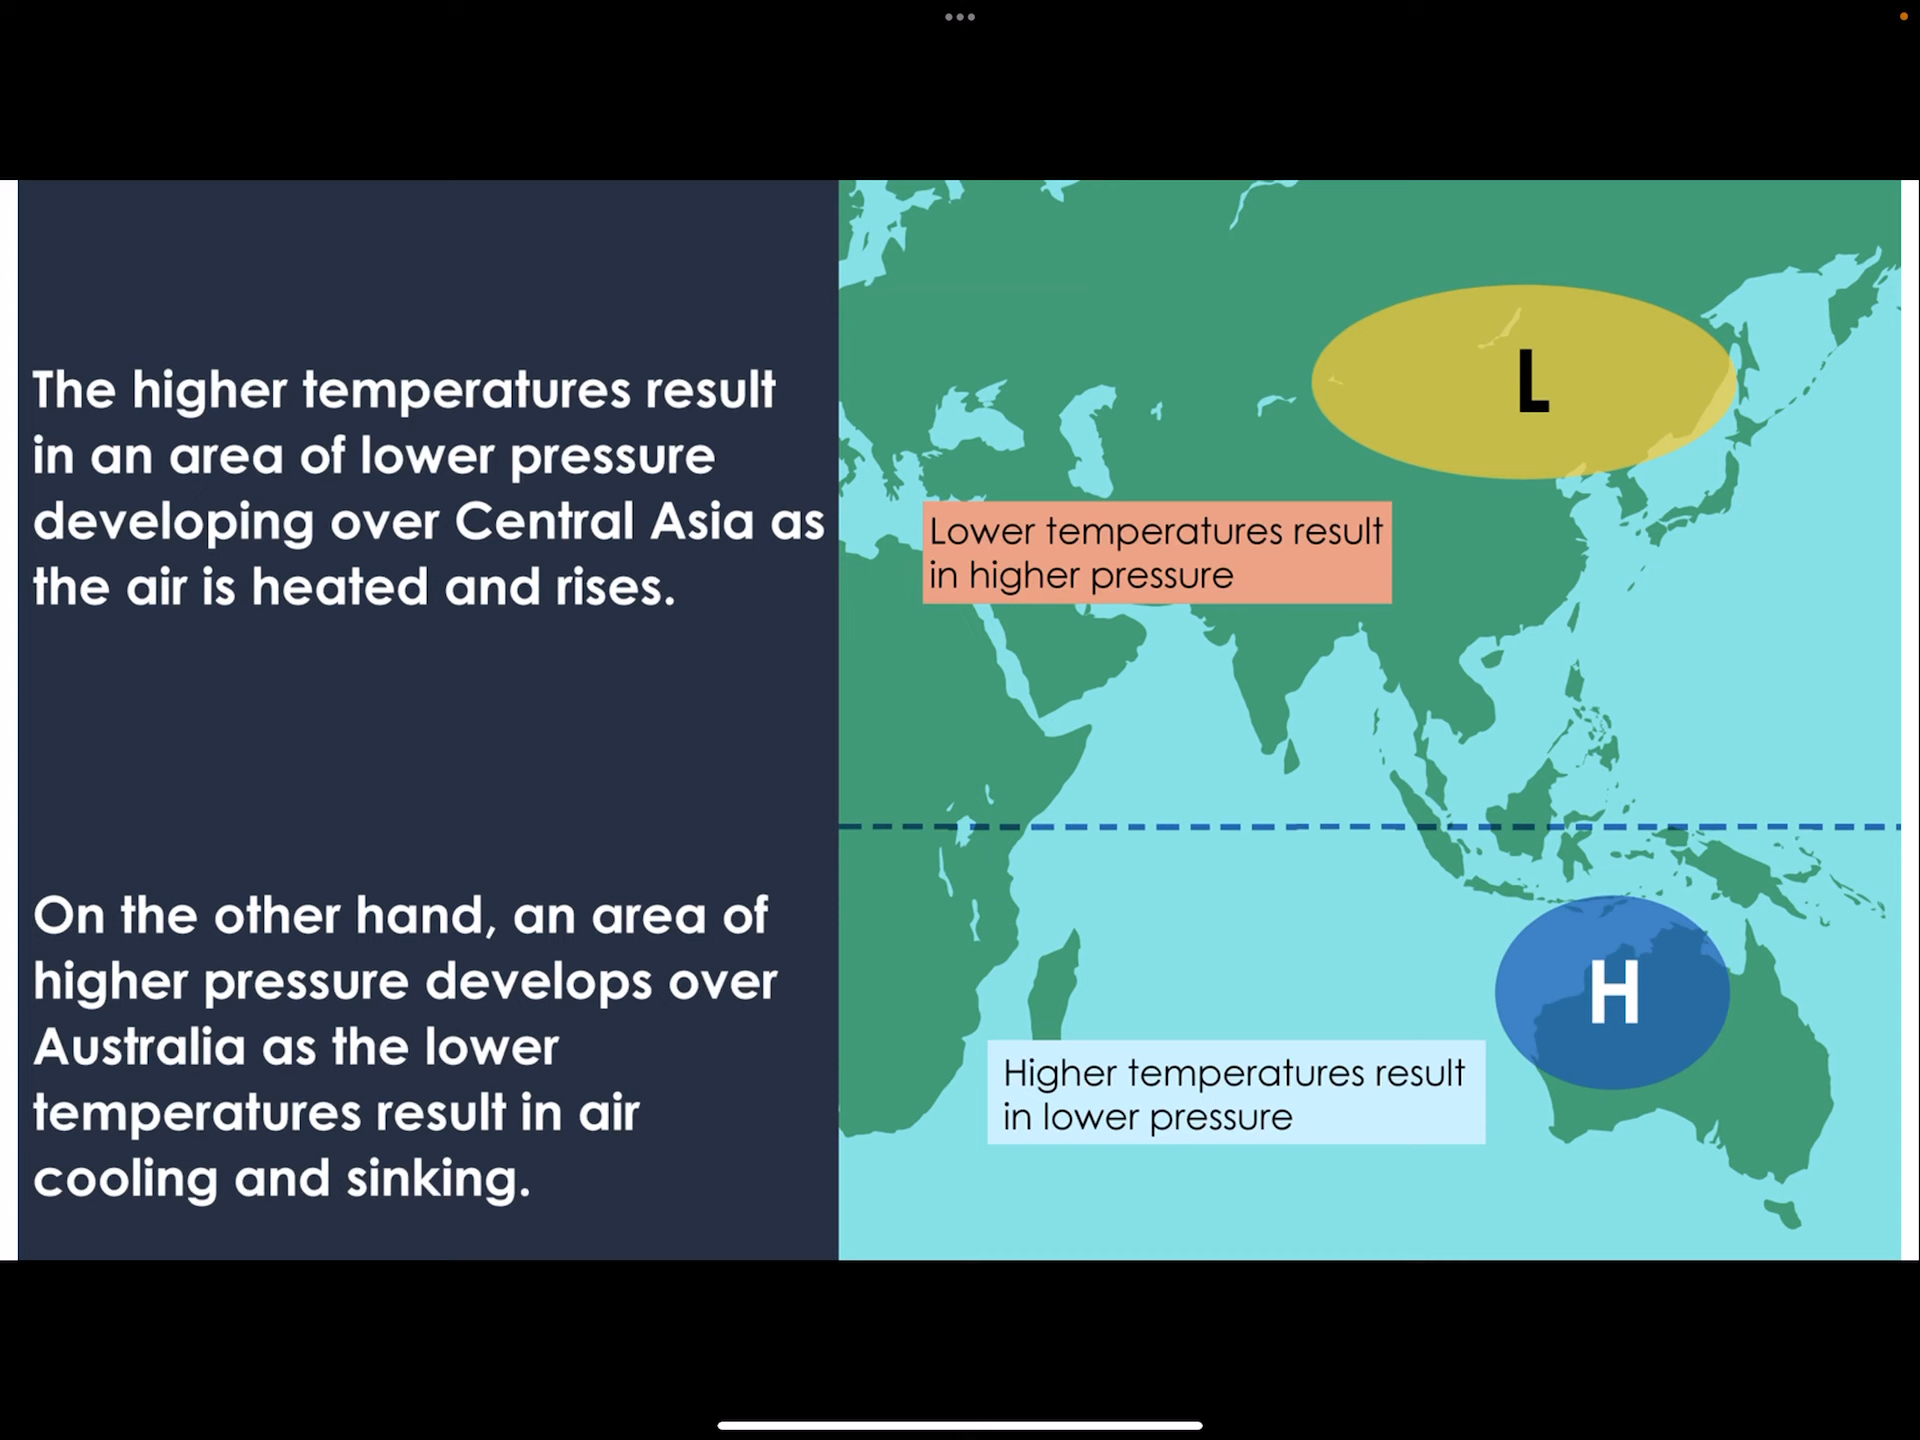 The higher temperatures result
in an area of lower pressure
developing over Central Asia as
the air is heated and rises.
On the other hand, an area of
higher pressure develops over
Australia as the lower
temperatures result in air
cooling and sinking.
L
Lower temperatures result
in higher pressure
H
Higher temperatures result
in lower pressure